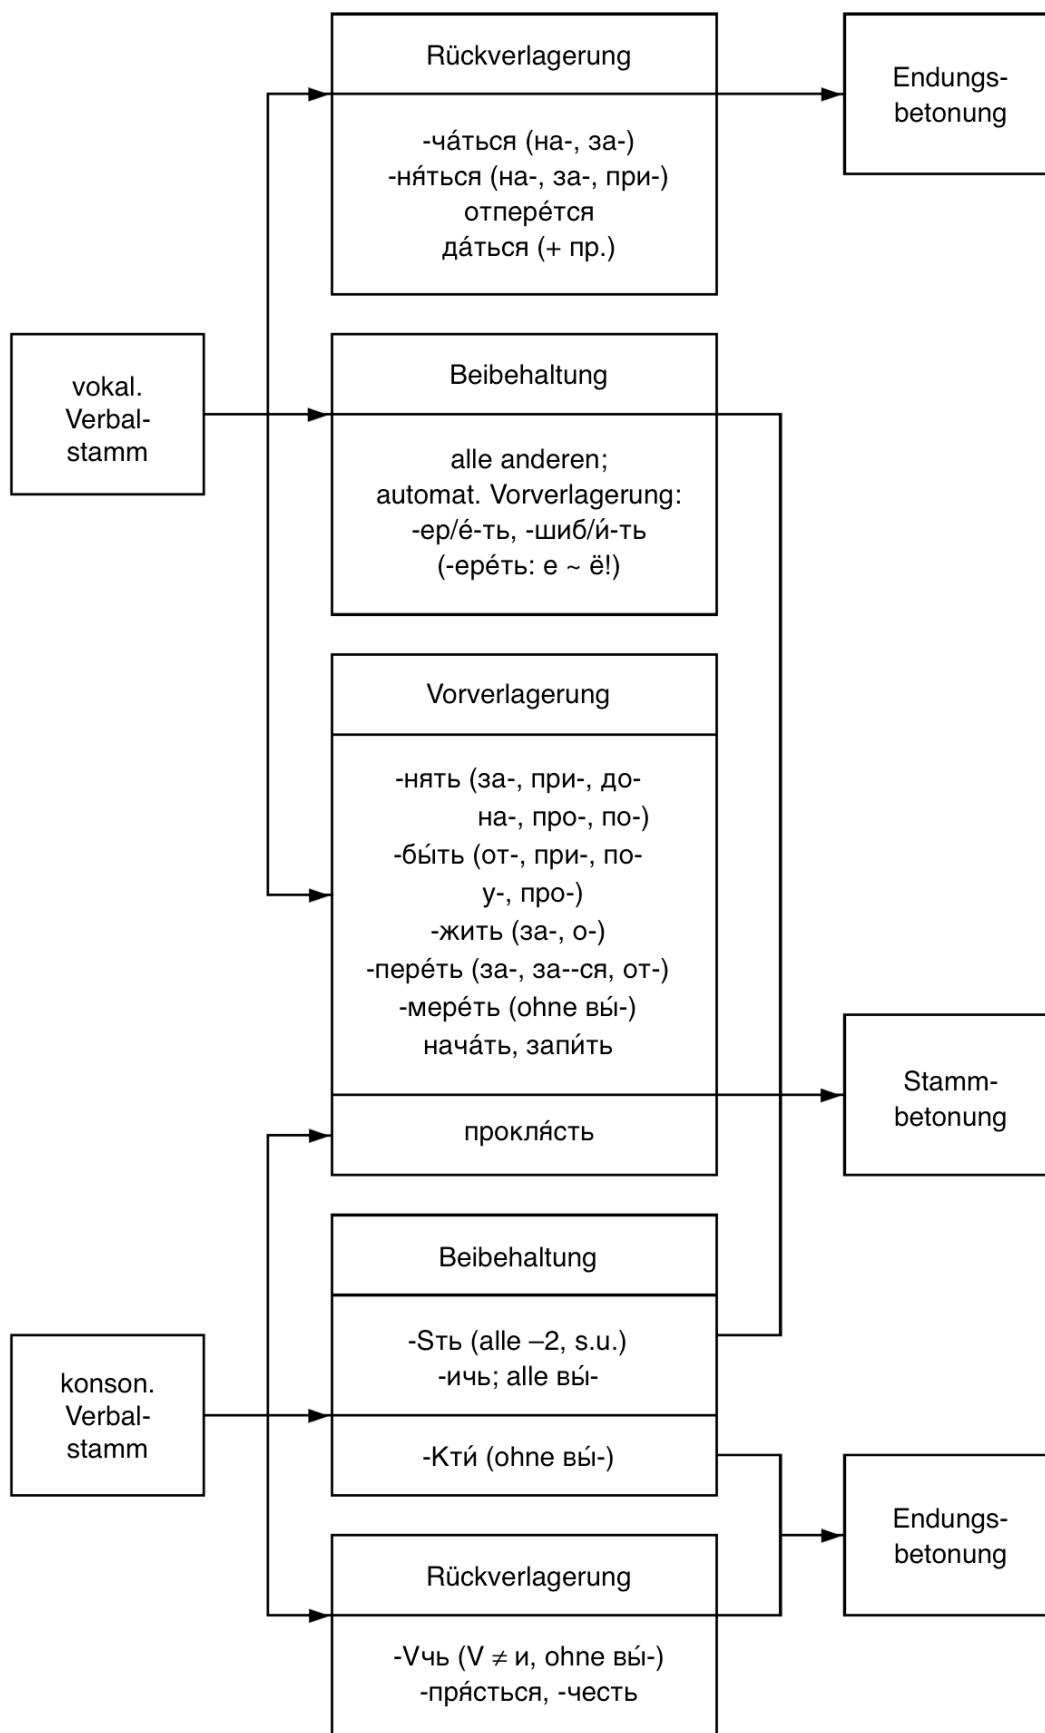 Rückverlagerung
-ча́ться (на-, за-)
-ня́ться (на-, за-, при-)
отпере́тся
да́ться (+ пр.)
Endungs-
betonung
vokal.
Verbal-
stamm
Beibehaltung
alle anderen;
automat. Vorverlagerung:
-ер/е́-ть, -шиб/и́-ть
(-ере́ть: е ~ ё!)
Vorverlagerung
-нять (за-, при-, до-
на-, про-, по-)
-бы́ть (от-, при-, по-
у-, про-)
-жить (за-, о-)
-пере́ть (за-, за--ся, от-)
-мере́ть (ohne вы́-)
нача́ть, запи́ть
прокля́сть
Stamm-
betonung
konson.
Verbal-
stamm
Beibehaltung
-Sть (alle –2, s.u.)
-ичь; alle вы́-
-Kти́ (ohne вы́-)
Endungs-
betonung
Rückverlagerung
-Vчь (V ≠ и, ohne вы́-)
-пря́сться, -честь